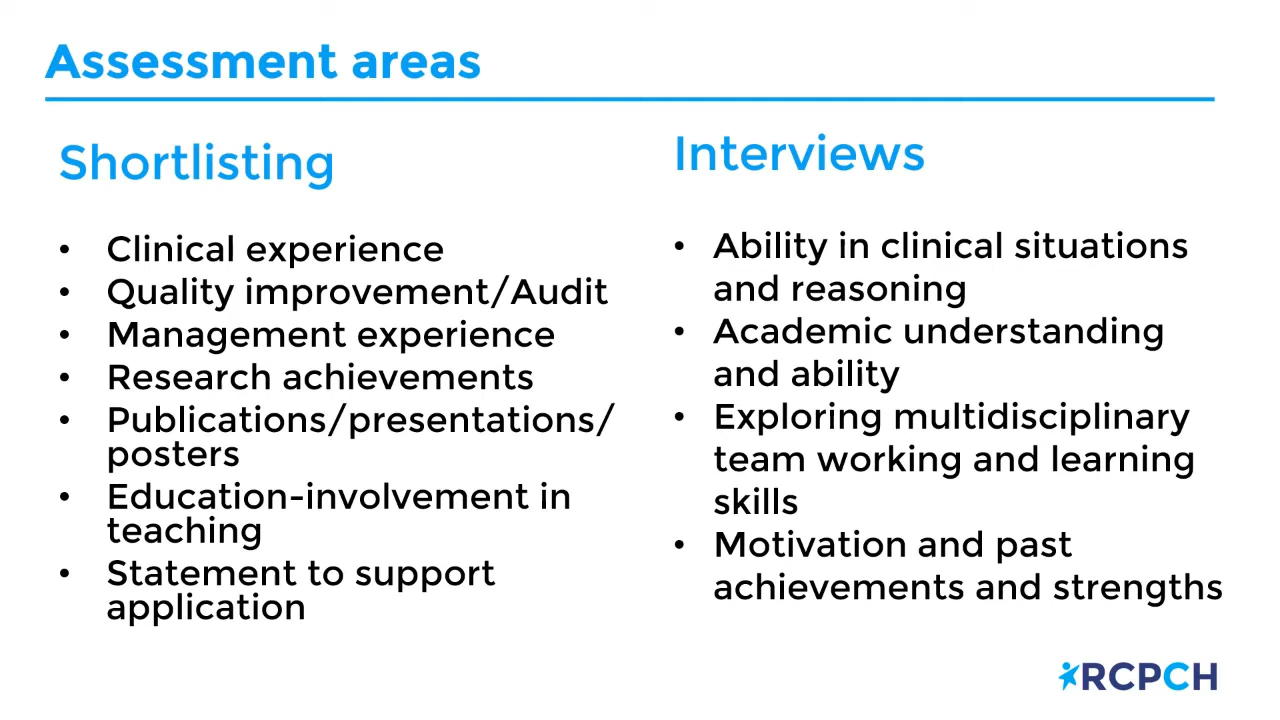 Assessment areas
Shortlisting
• Clinical experience
• Quality improvement/Audit
• Management experience
• Research achievements
• Publications/presentations/
posters
• Education-involvement in
teaching
• Statement to support
application
Interviews
• Ability in clinical situations
and reasoning
• Academic understanding
and ability
• Exploring multidisciplinary
team working and learning
skills
• Motivation and past
achievements and strengths
RCPCH